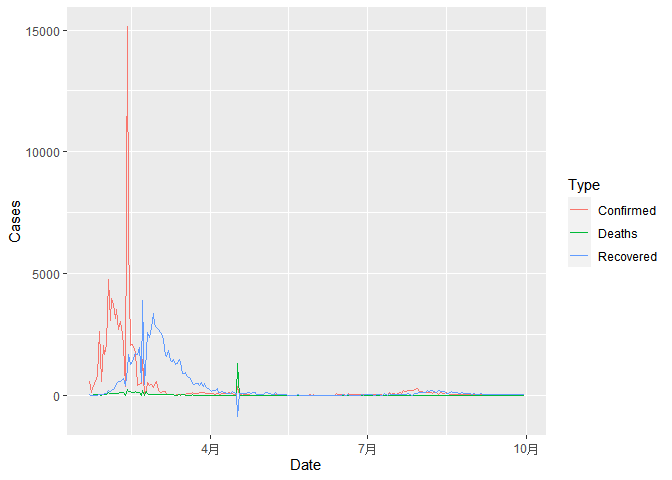 15000
10000
5000
0
Cases
4月
7月
10月
Date
Type
Confirmed
Deaths
Recovered